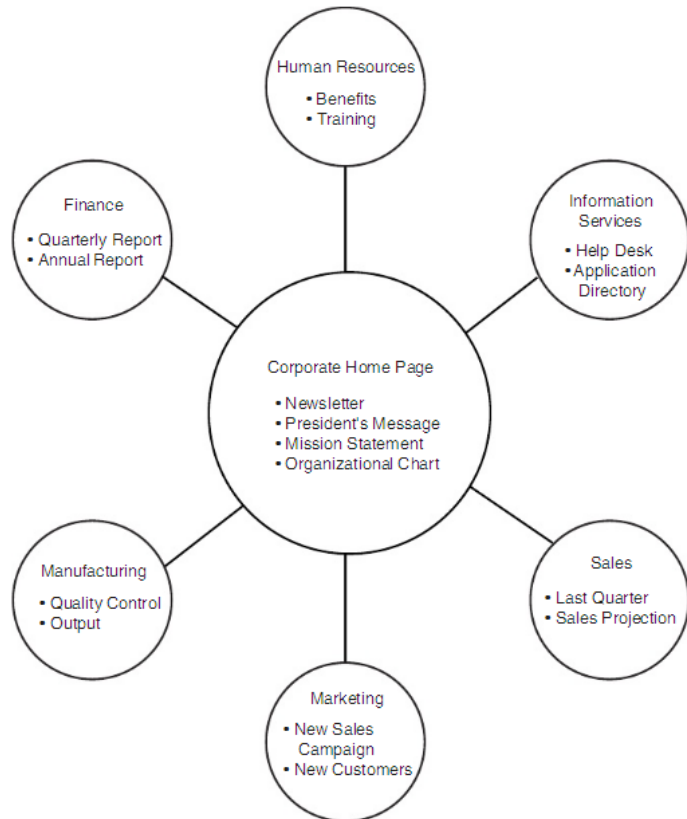 Human Resources
• Benefits
• Training
Finance
• Quarterly Report
• Annual Report
Information
Services
• Help Desk
• Application
Directory
Corporate Home Page
• Newsletter
• President's Message
• Mission Statement
• Organizational Chart
Manufacturing
• Quality Control
• Output
Sales
• Last Quarter
• Sales Projection
Marketing
• New Sales
Campaign
• New Customers